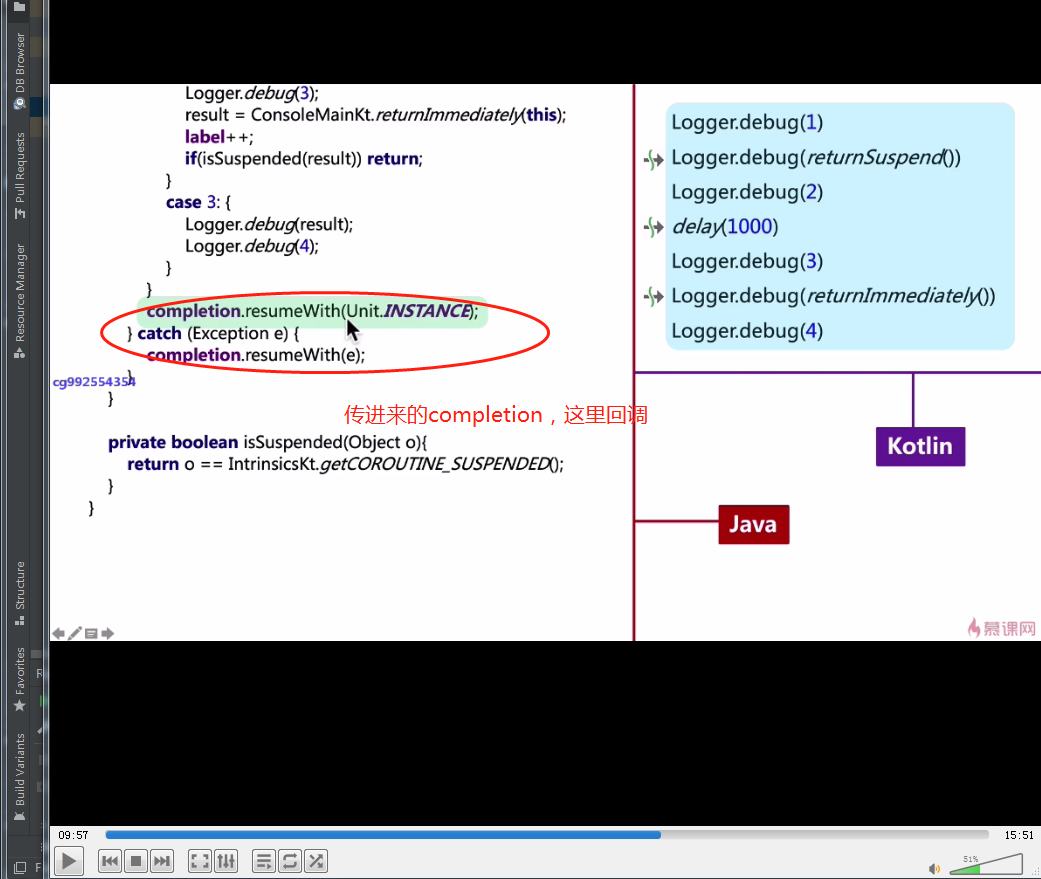 DB Browser
Pull Requests
Resource Manager
Structure
Favorites
Build Variants
R
F
Logger.debug(3);
result = ConsoleMainKt.returnImmediately(this);
label++;
if(isSuspended(result)) return;
}
case 3: {
Logger.debug(result);
Logger.debug(4);
}
}
completion.resumeWith(Unit.INSTANCE);
} catch (Exception e) {
completion.resumeWith(e);
}
cg992554354
}
传进来的completion，这里回调
private boolean isSuspended(Object o){
return o == IntrinsicsKt.getCOROUTINE_SUSPENDED();
}
}
Logger.debug(1)
Logger.debug(returnSuspend())
Logger.debug(2)
delay(1000)
Logger.debug(3)
Logger.debug(returnImmediately())
Logger.debug(4)
Kotlin
Java
慕课网
09:57
15:51
51%